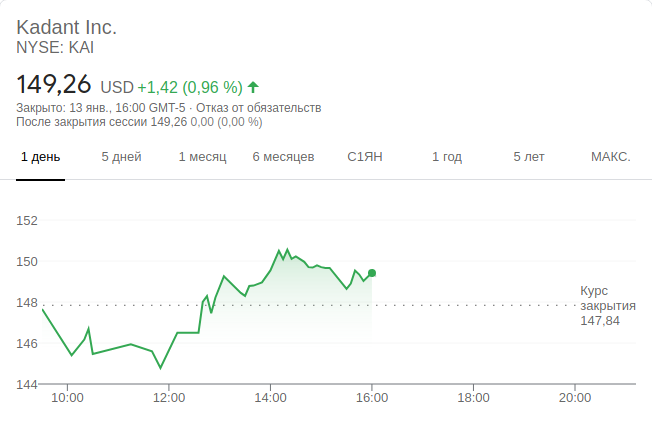 Kadant Inc.
NYSE: KAI
149,26 USD +1,42 (0,96 %)
Закрыто: 13 янв., 16:00 GMT-5 · Отказ от обязательств
После закрытия сессии 149,26 0,00 (0,00 %)
1 день 5 дней 1 месяц 6 месяцев С1ЯН 1 год 5 лет МАКС.
152
150
148
146
144
Курс
закрытия
147,84
10:00 12:00 14:00 16:00 18:00 20:00